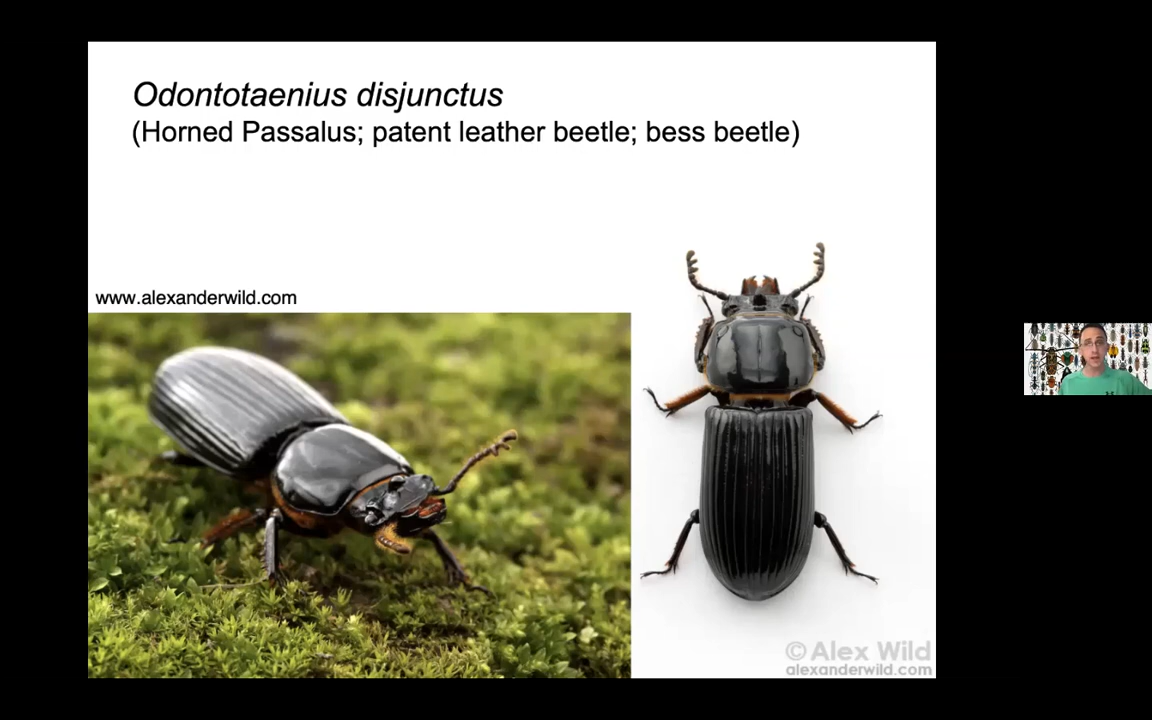 Odontotaenius disjunctus
(Horned Passalus; patent leather beetle; bess beetle)
www.alexanderwild.com
© Alex Wild
alexanderwild.com